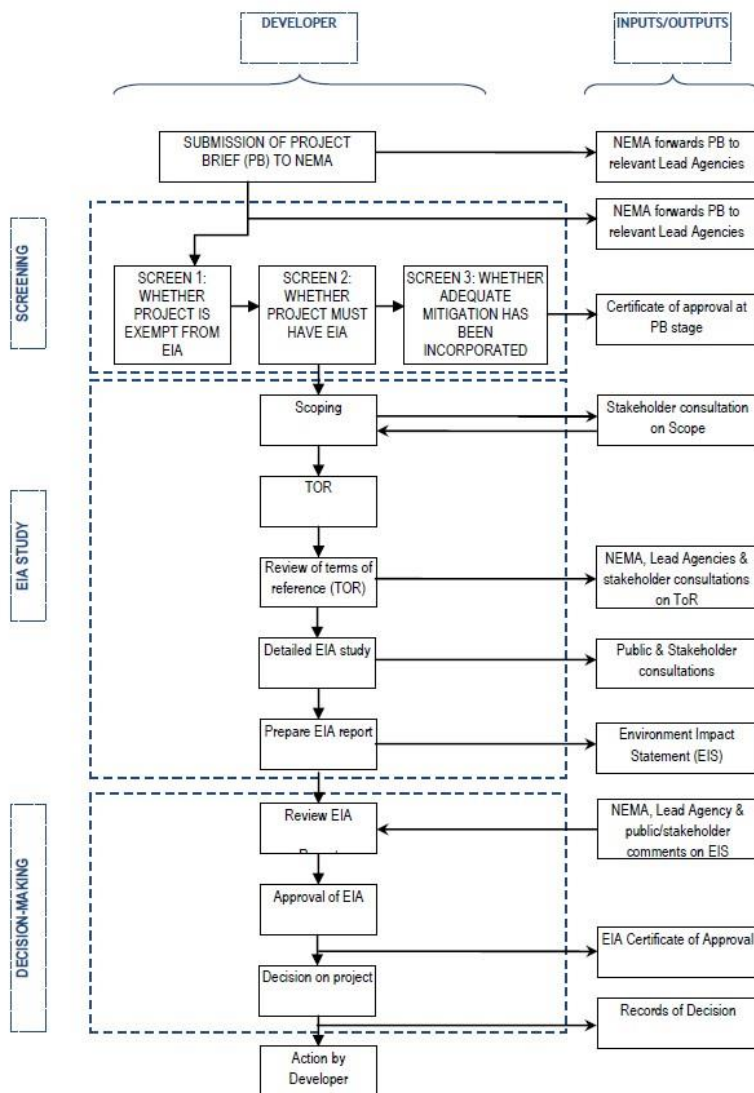 DEVELOPER
INPUTS/OUTPUTS
SUBMISSION OF PROJECT
BRIEF (PB) TO NEMA
NEMA forwards PB to
relevant Lead Agencies
NEMA forwards PB to
relevant Lead Agencies
SCREENING
SCREEN 1:
WHETHER
PROJECT IS
EXEMPT FROM
EIA
SCREEN 2:
WHETHER
PROJECT MUST
HAVE EIA
SCREEN 3: WHETHER
ADEQUATE
MITIGATION HAS
BEEN
INCORPORATED
Certificate of approval at
PB stage
EIA STUDY
Scoping
Stakeholder consultation
on Scope
TOR
Review of terms of
reference (TOR)
NEMA, Lead Agencies &
stakeholder consultations
on ToR
Detailed EIA study
Public & Stakeholder
consultations
Prepare EIA report
Environment Impact
Statement (EIS)
DECISION-MAKING
Review EIA
NEMA, Lead Agency &
public/stakeholder
comments on EIS
Approval of EIA
EIA Certificate of Approval
Decision on project
Records of Decision
Action by
Developer